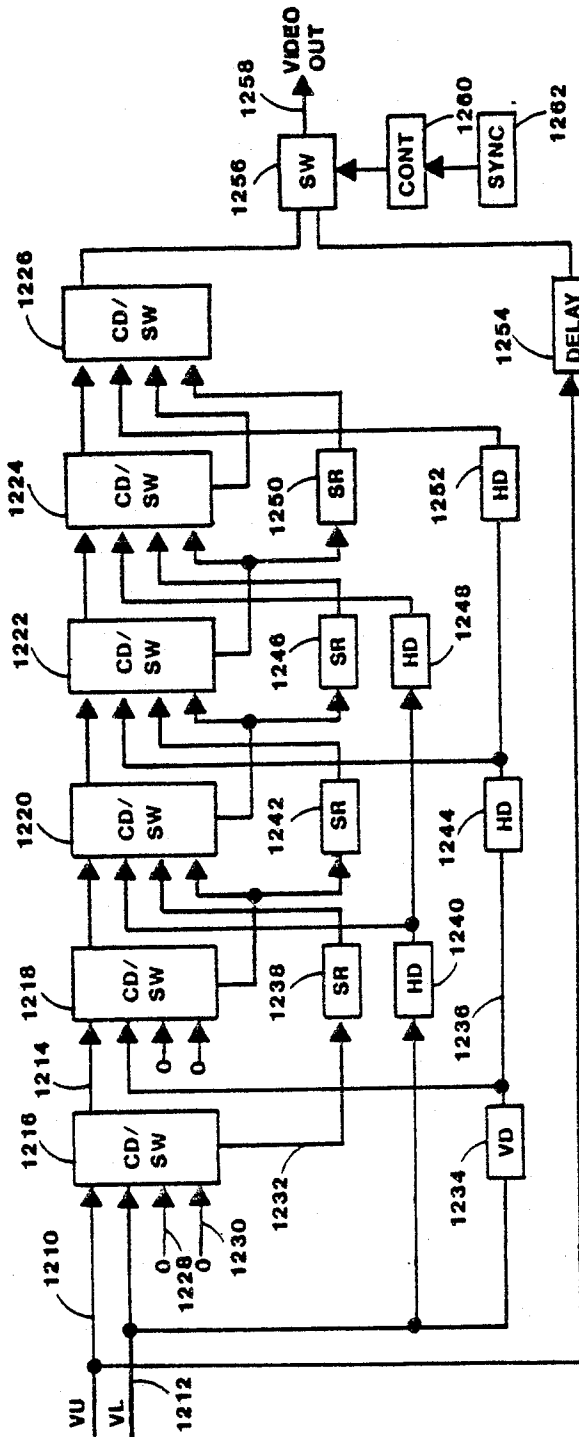 1210
1216
1214
1218
1220
1222
1224
1226
1256
1258
VU
VL
1212
CD/
SW
CD/
SW
CD/
SW
CD/
SW
CD/
SW
CD/
SW
SW
VIDEO
OUT
0
1228
0
1230
0
0
CONT
1260
SYNC
1262
1232
1238
SR
1242
SR
1246
SR
1250
SR
1240
HD
1248
HD
1234
VD
1236
1244
HD
1252
HD
1254
DELAY